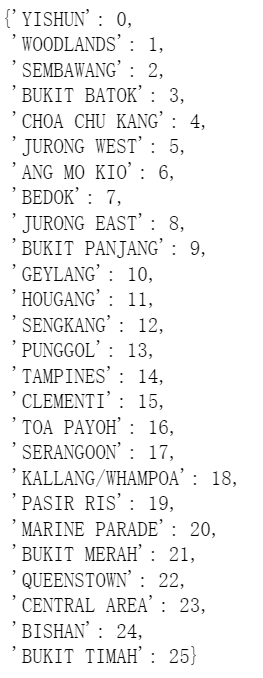 {'YISHUN': 0,
'WOODLANDS': 1,
'SEMBAWANG': 2,
'BUKIT BATOK': 3,
'CHOA CHU KANG': 4,
'JURONG WEST': 5,
'ANG MO KIO': 6,
'BEDOK': 7,
'JURONG EAST': 8,
'BUKIT PANJANG': 9,
'GEYLANG': 10,
'HOUGANG': 11,
'SENGKANG': 12,
'PUNGGOL': 13,
'TAMPINES': 14,
'CLEMENTI': 15,
'TOA PAYOH': 16,
'SERANGOON': 17,
'KALLANG/WHAMPOA': 18,
'PASIR RIS': 19,
'MARINE PARADE': 20,
'BUKIT MERAH': 21,
'QUEENSTOWN': 22,
'CENTRAL AREA': 23,
'BISHAN': 24,
'BUKIT TIMAH': 25}